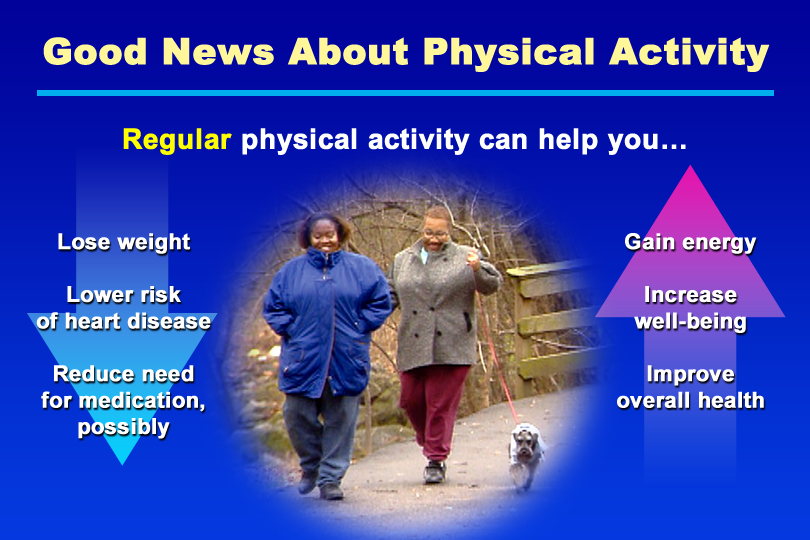 Good News About Physical Activity
Regular physical activity can help you…
Lose weight
Lower risk
of heart disease
Reduce need
for medication,
possibly
Gain energy
Increase
well-being
Improve
overall health